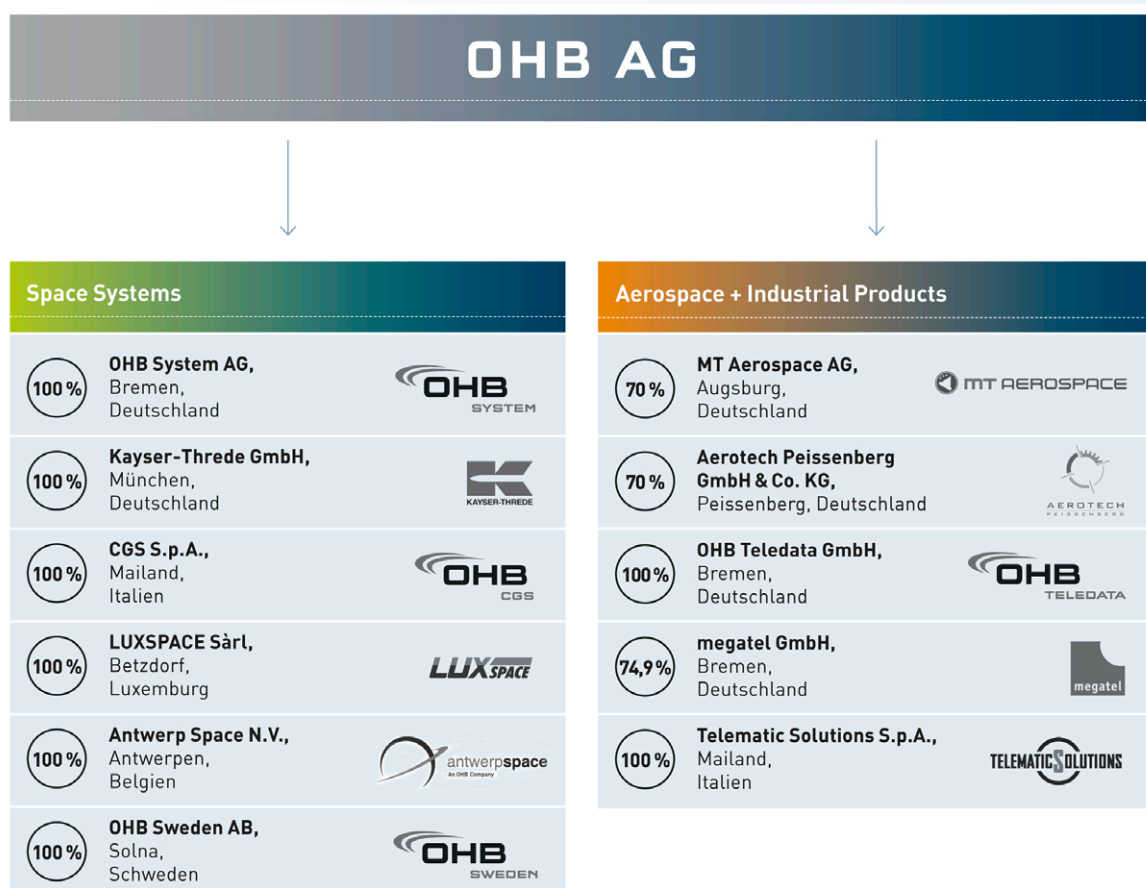 OHB AG
Space Systems
100 %
OHB System AG,
Bremen,
Deutschland
OHB
SYSTEM
100 %
Kayser-Threde GmbH,
München,
Deutschland
KAYSER-THREDE
100 %
CGS S.p.A.,
Mailand,
Italien
OHB
CGS
100 %
LUXSPACE Sàrl,
Betzdorf,
Luxemburg
LUXSPACE
100 %
Antwerp Space N.V.,
Antwerpen,
Belgien
antwerpspace
An OHB Company
100 %
OHB Sweden AB,
Solna,
Schweden
OHB
SWEDEN
Aerospace + Industrial Products
70 %
MT Aerospace AG,
Augsburg,
Deutschland
MT AEROSPACE
70 %
Aerotech Peissenberg
GmbH & Co. KG,
Peissenberg, Deutschland
AEROTECH
PEISSENBERG
100 %
OHB Teledata GmbH,
Bremen,
Deutschland
OHB
TELEDATA
74,9 %
megatel GmbH,
Bremen,
Deutschland
megatel
100 %
Telematic Solutions S.p.A.,
Mailand,
Italien
TELEMATIC SOLUTIONS